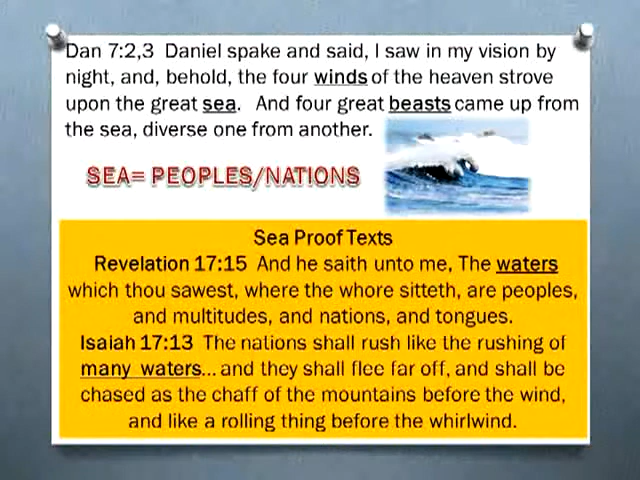 Dan 7:2,3 Daniel spake and said, I saw in my vision by
night, and, behold, the four winds of the heaven strove
upon the great sea. And four great beasts came up from
the sea, diverse one from another.
SEA= PEOPLES/NATIONS
Sea Proof Texts
Revelation 17:15 And he saith unto me, The waters
which thou sawest, where the whore sitteth, are peoples,
and multitudes, and nations, and tongues.
Isaiah 17:13 The nations shall rush like the rushing of
many waters... and they shall flee far off, and shall be
chased as the chaff of the mountains before the wind,
and like a rolling thing before the whirlwind.